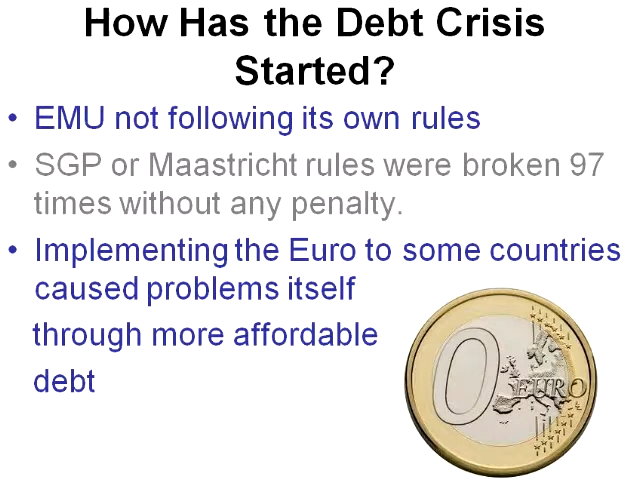 How Has the Debt Crisis
Started?
• EMU not following its own rules
• SGP or Maastricht rules were broken 97
times without any penalty.
• Implementing the Euro to some countries
caused problems itself
through more affordable
debt
0 EURO